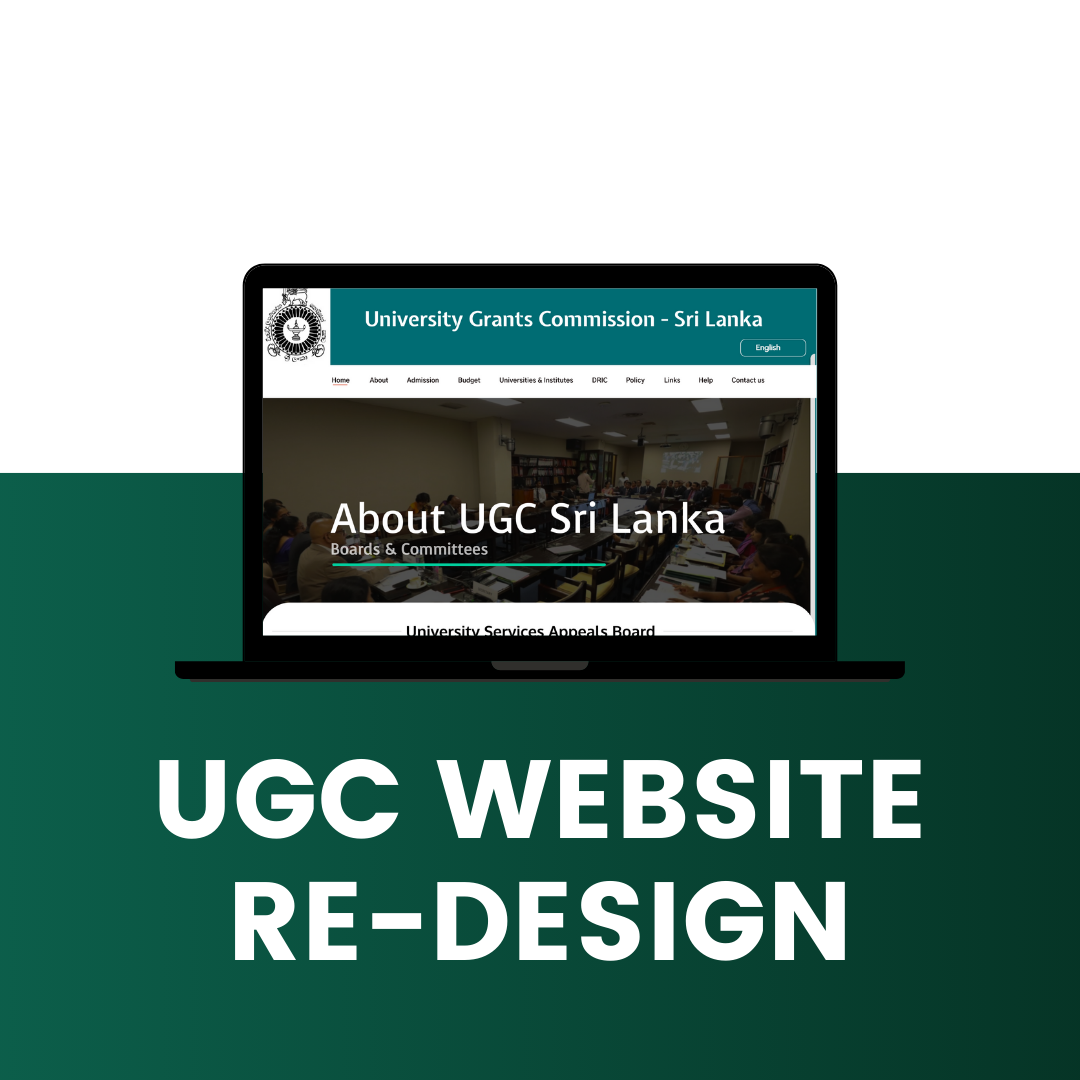 University Grants Commission - Sri Lanka
English
Home About Admission Budget Universities & Institutes DRIC Policy Links Help Contact us
About UGC Sri Lanka
Boards & Committees
University Services Appeals Board
UGC WEBSITE
RE-DESIGN